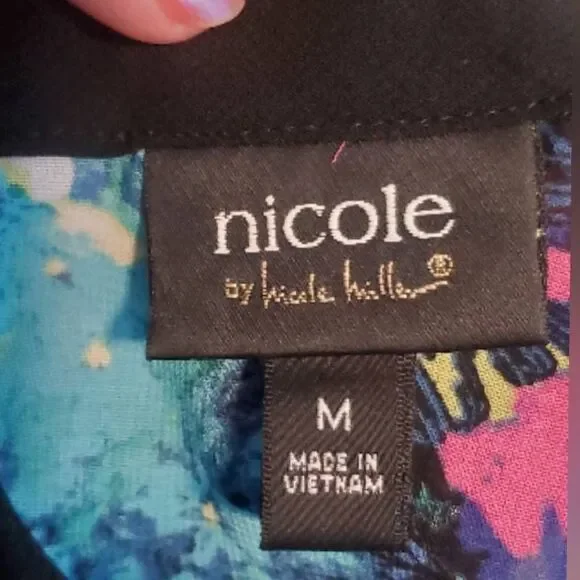 nicole
by nicole miller®
M
MADE IN
VIETNAM